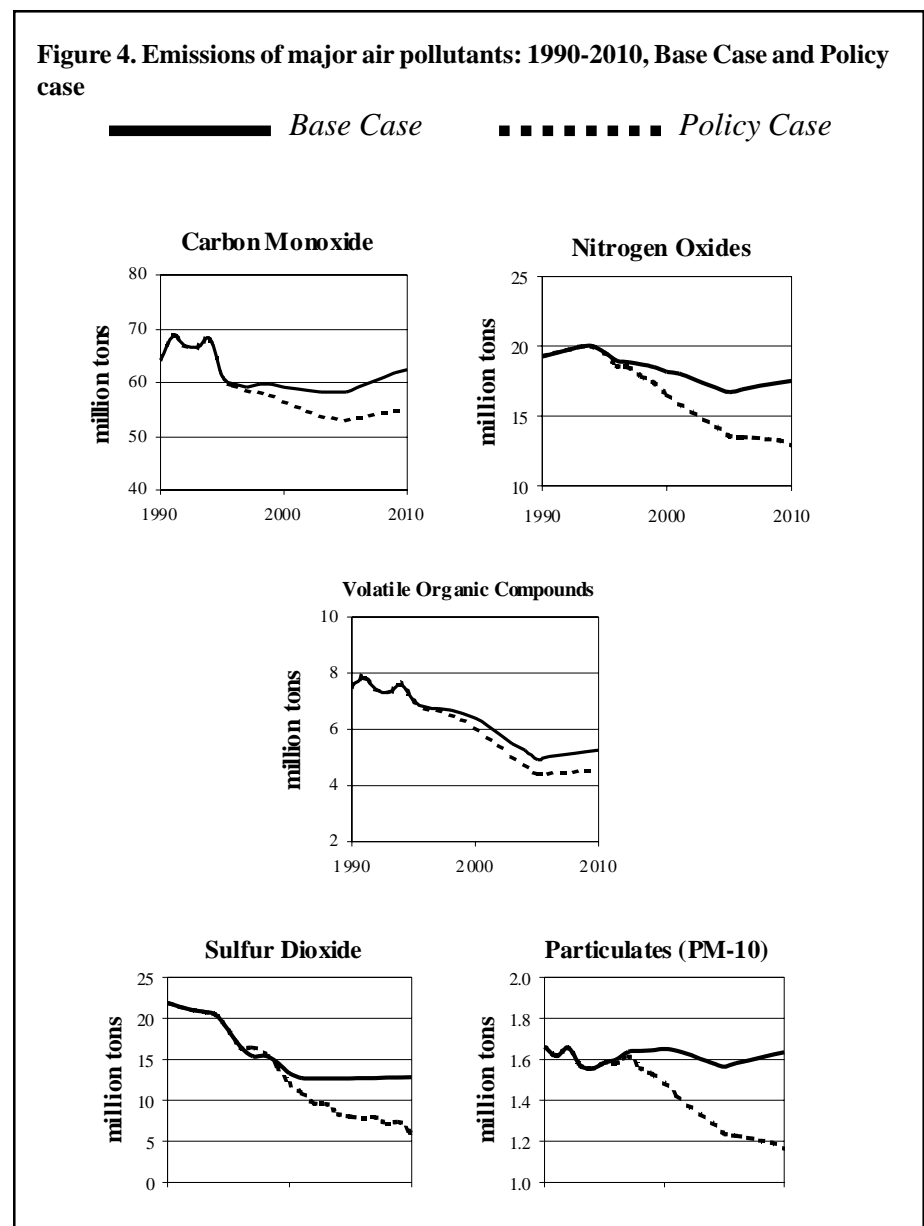 Figure 4. Emissions of major air pollutants: 1990-2010, Base Case and Policy
case
Base Case
Policy Case
Carbon Monoxide
million tons
80
70
60
50
40
1990
2000
2010
Nitrogen Oxides
million tons
25
20
15
10
1990
2000
2010
Volatile Organic Compounds
million tons
10
8
6
4
2
1990
2000
2010
Sulfur Dioxide
million tons
25
20
15
10
5
0
Particulates (PM-10)
million tons
2.0
1.8
1.6
1.4
1.2
1.0